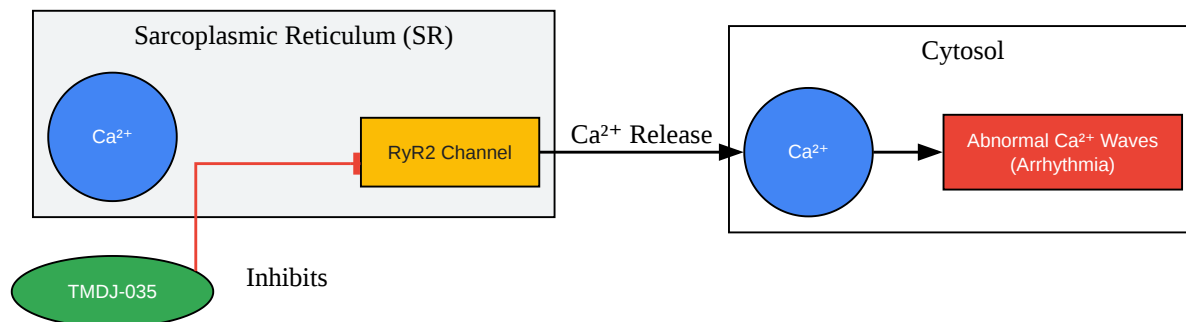 Sarcoplasmic Reticulum (SR)
Ca²⁺
RyR2 Channel
Ca²⁺ Release
Cytosol
Ca²⁺
Abnormal Ca²⁺ Waves
(Arrhythmia)
TMDJ-035
Inhibits